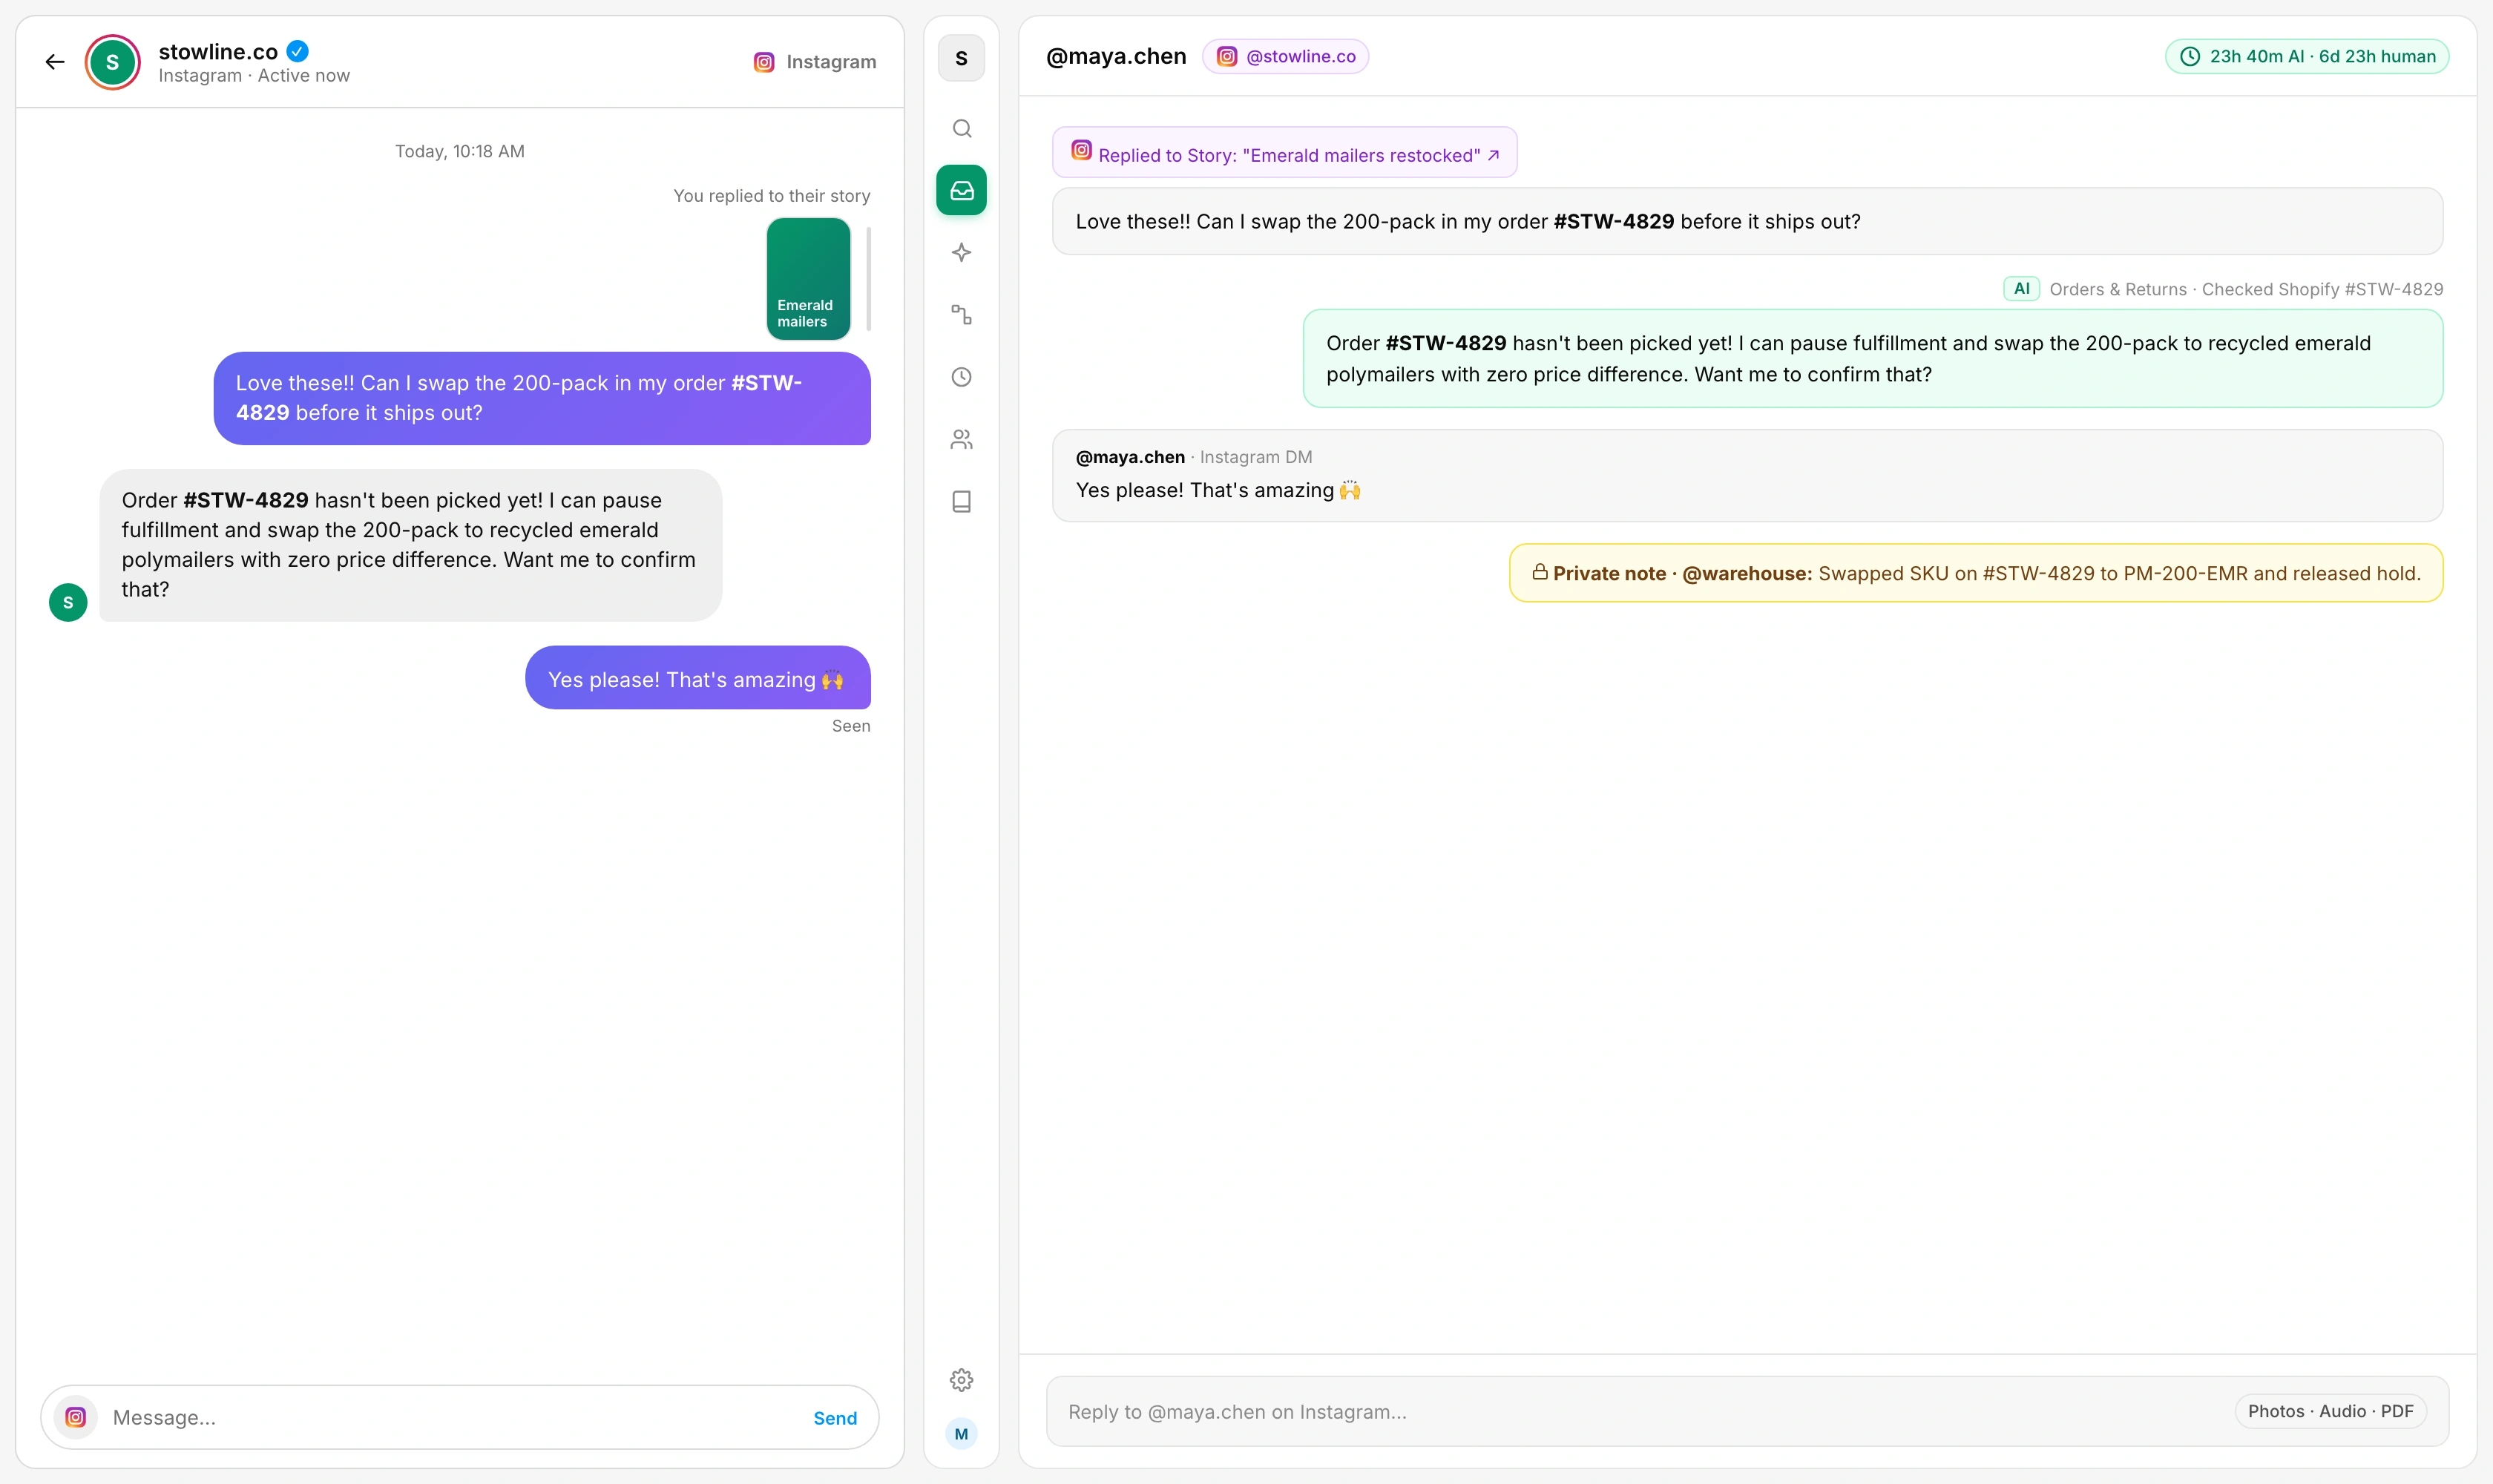 S
stowline.co
Instagram · Active now
Instagram
Today, 10:18 AM
You replied to their story
Emerald
mailers
Love these!! Can I swap the 200-pack in my order #STW-
4829 before it ships out?
Order #STW-4829 hasn't been picked yet! I can pause
fulfillment and swap the 200-pack to recycled emerald
polymailers with zero price difference. Want me to confirm
that?
S
Yes please! That's amazing 🙌
Seen
Message...
Send
S
M
@maya.chen
@stowline.co
23h 40m AI · 6d 23h human
Replied to Story: "Emerald mailers restocked" ↗
Love these!! Can I swap the 200-pack in my order #STW-4829 before it ships out?
AI Orders & Returns · Checked Shopify #STW-4829
Order #STW-4829 hasn't been picked yet! I can pause fulfillment and swap the 200-pack to recycled emerald
polymailers with zero price difference. Want me to confirm that?
@maya.chen · Instagram DM
Yes please! That's amazing 🙌
Private note · @warehouse: Swapped SKU on #STW-4829 to PM-200-EMR and released hold.
Reply to @maya.chen on Instagram...
Photos · Audio · PDF